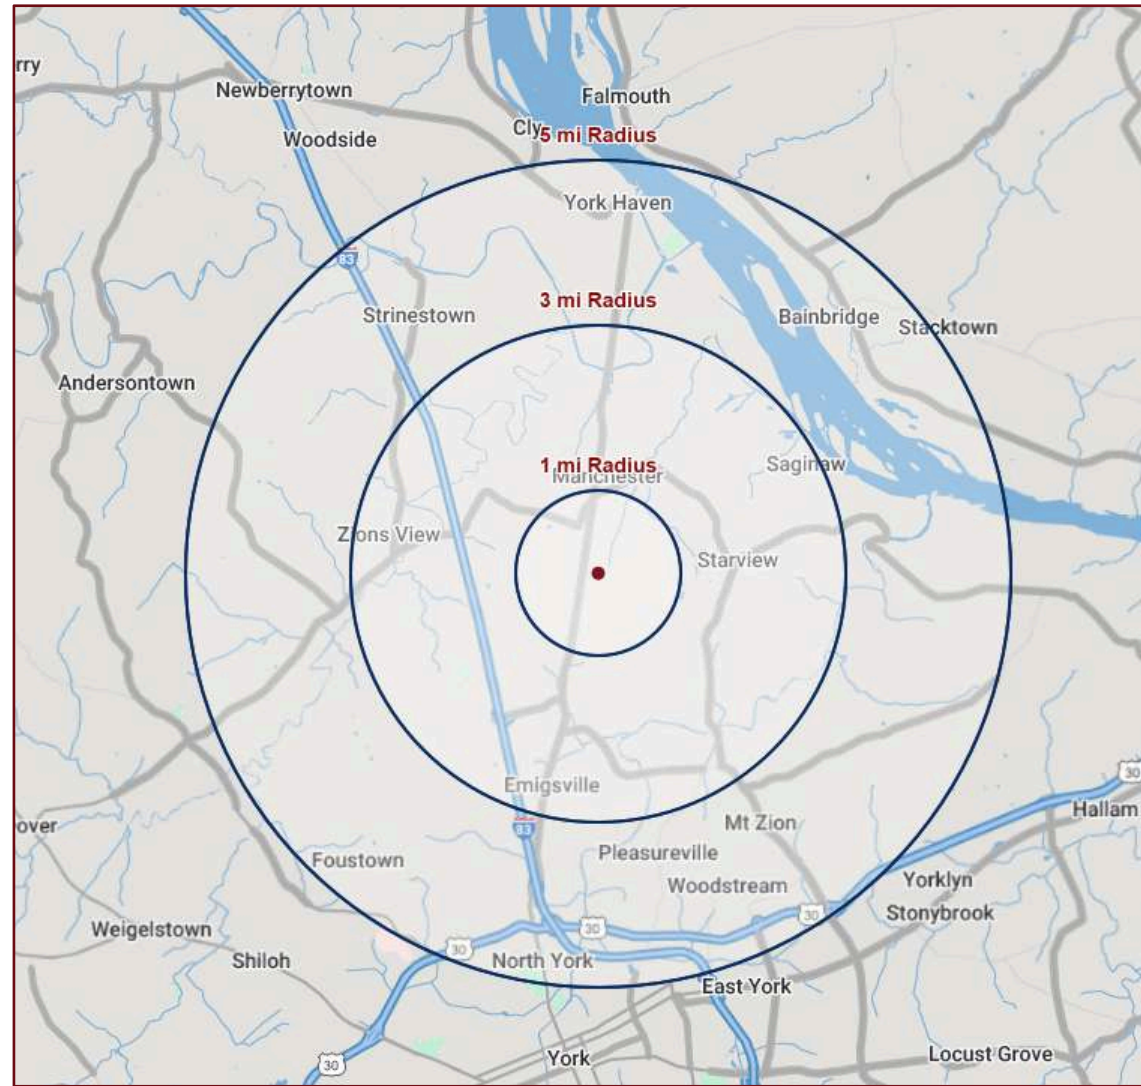 rry
Newberrytown
Falmouth
Woodside
Cly
5 mi Radius
York Haven
83
3 mi Radius
Strinestown
Bainbridge
Stacktown
Andersontown
1 mi Radius
Manchester
Saginaw
Zions View
Starview
30
Emigsville
Hallam
over
83
Mt Zion
Foustown
Pleasureville
Woodstream
Yorklyn
30
Stonybrook
Weigelstown
30
30
Shiloh
North York
East York
York
Locust Grove
30